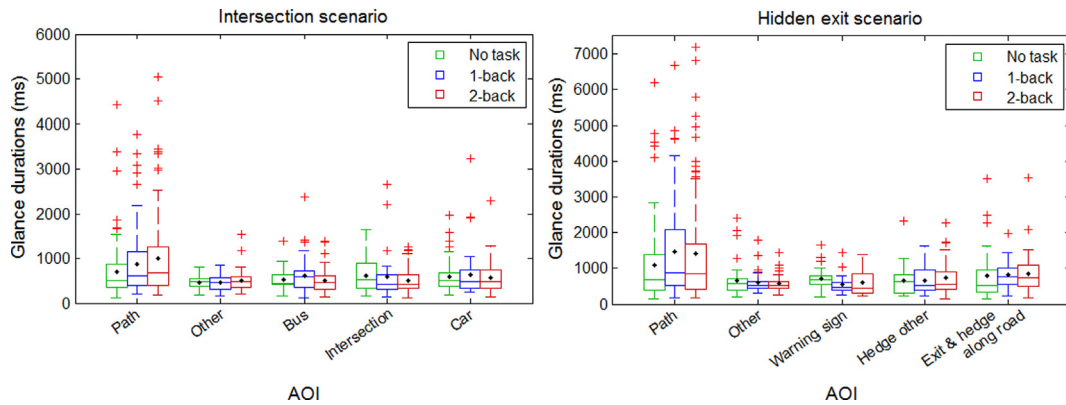 Intersection scenario
Glance durations (ms)
6000
5000
4000
3000
2000
1000
0
No task
1-back
2-back
Path
Other
Bus
Intersection
Car
AOI
Hidden exit scenario
Glance durations (ms)
7000
6000
5000
4000
3000
2000
1000
0
No task
1-back
2-back
Path
Other
Warning sign
Hedge other
Exit & hedge
along road
AOI